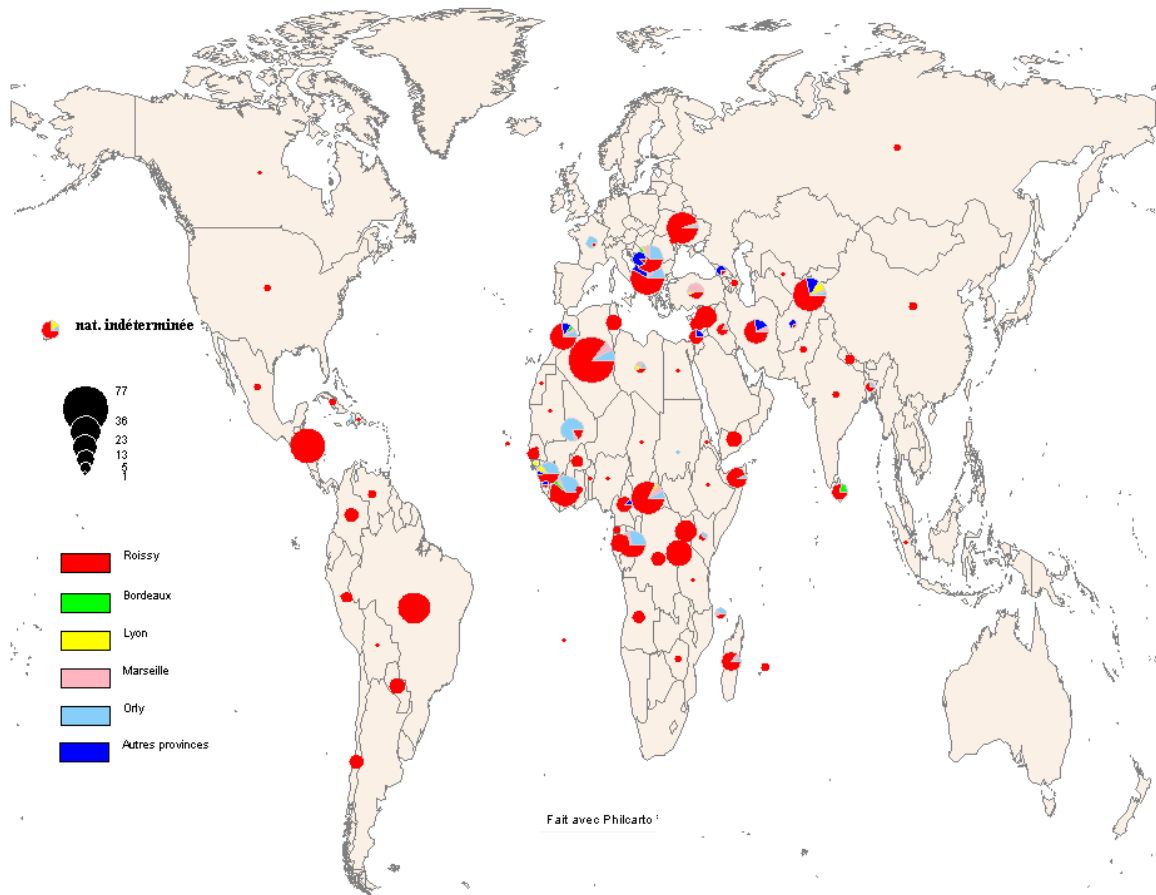 nat. indéterminée
77
36
23
13
5
1
Roissy
Bordeaux
Lyon
Marseille
Orly
Autres provinces
Fait avec Philcarto